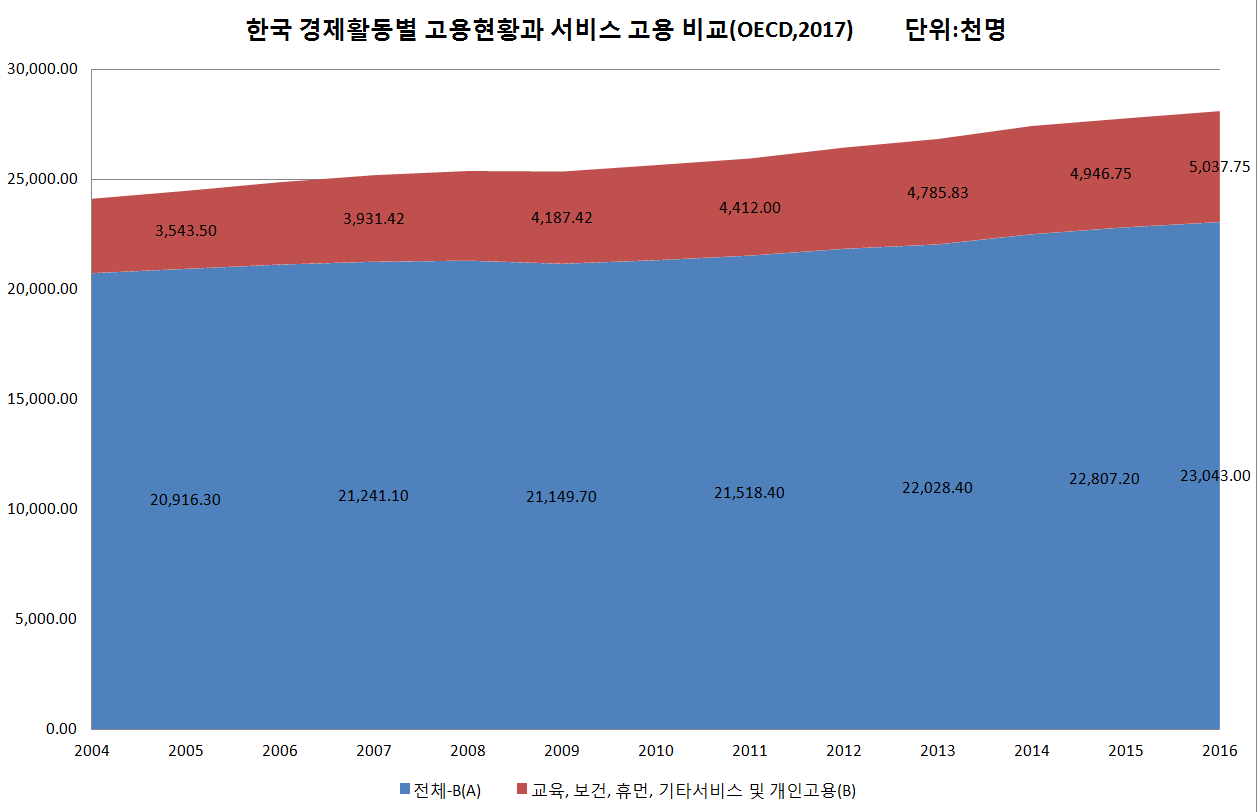 한국 경제활동별 고용현황과 서비스 고용 비교(OECD,2017) 단위:천명
30,000.00
25,000.00
20,000.00
15,000.00
10,000.00
5,000.00
0.00
3,543.50 3,931.42 4,187.42 4,412.00 4,785.83 4,946.75 5,037.75
20,916.30 21,241.10 21,149.70 21,518.40 22,028.40 22,807.20 23,043.00
2004 2005 2006 2007 2008 2009 2010 2011 2012 2013 2014 2015 2016
전체-B(A) 교육, 보건, 휴먼, 기타서비스 및 개인고용(B)